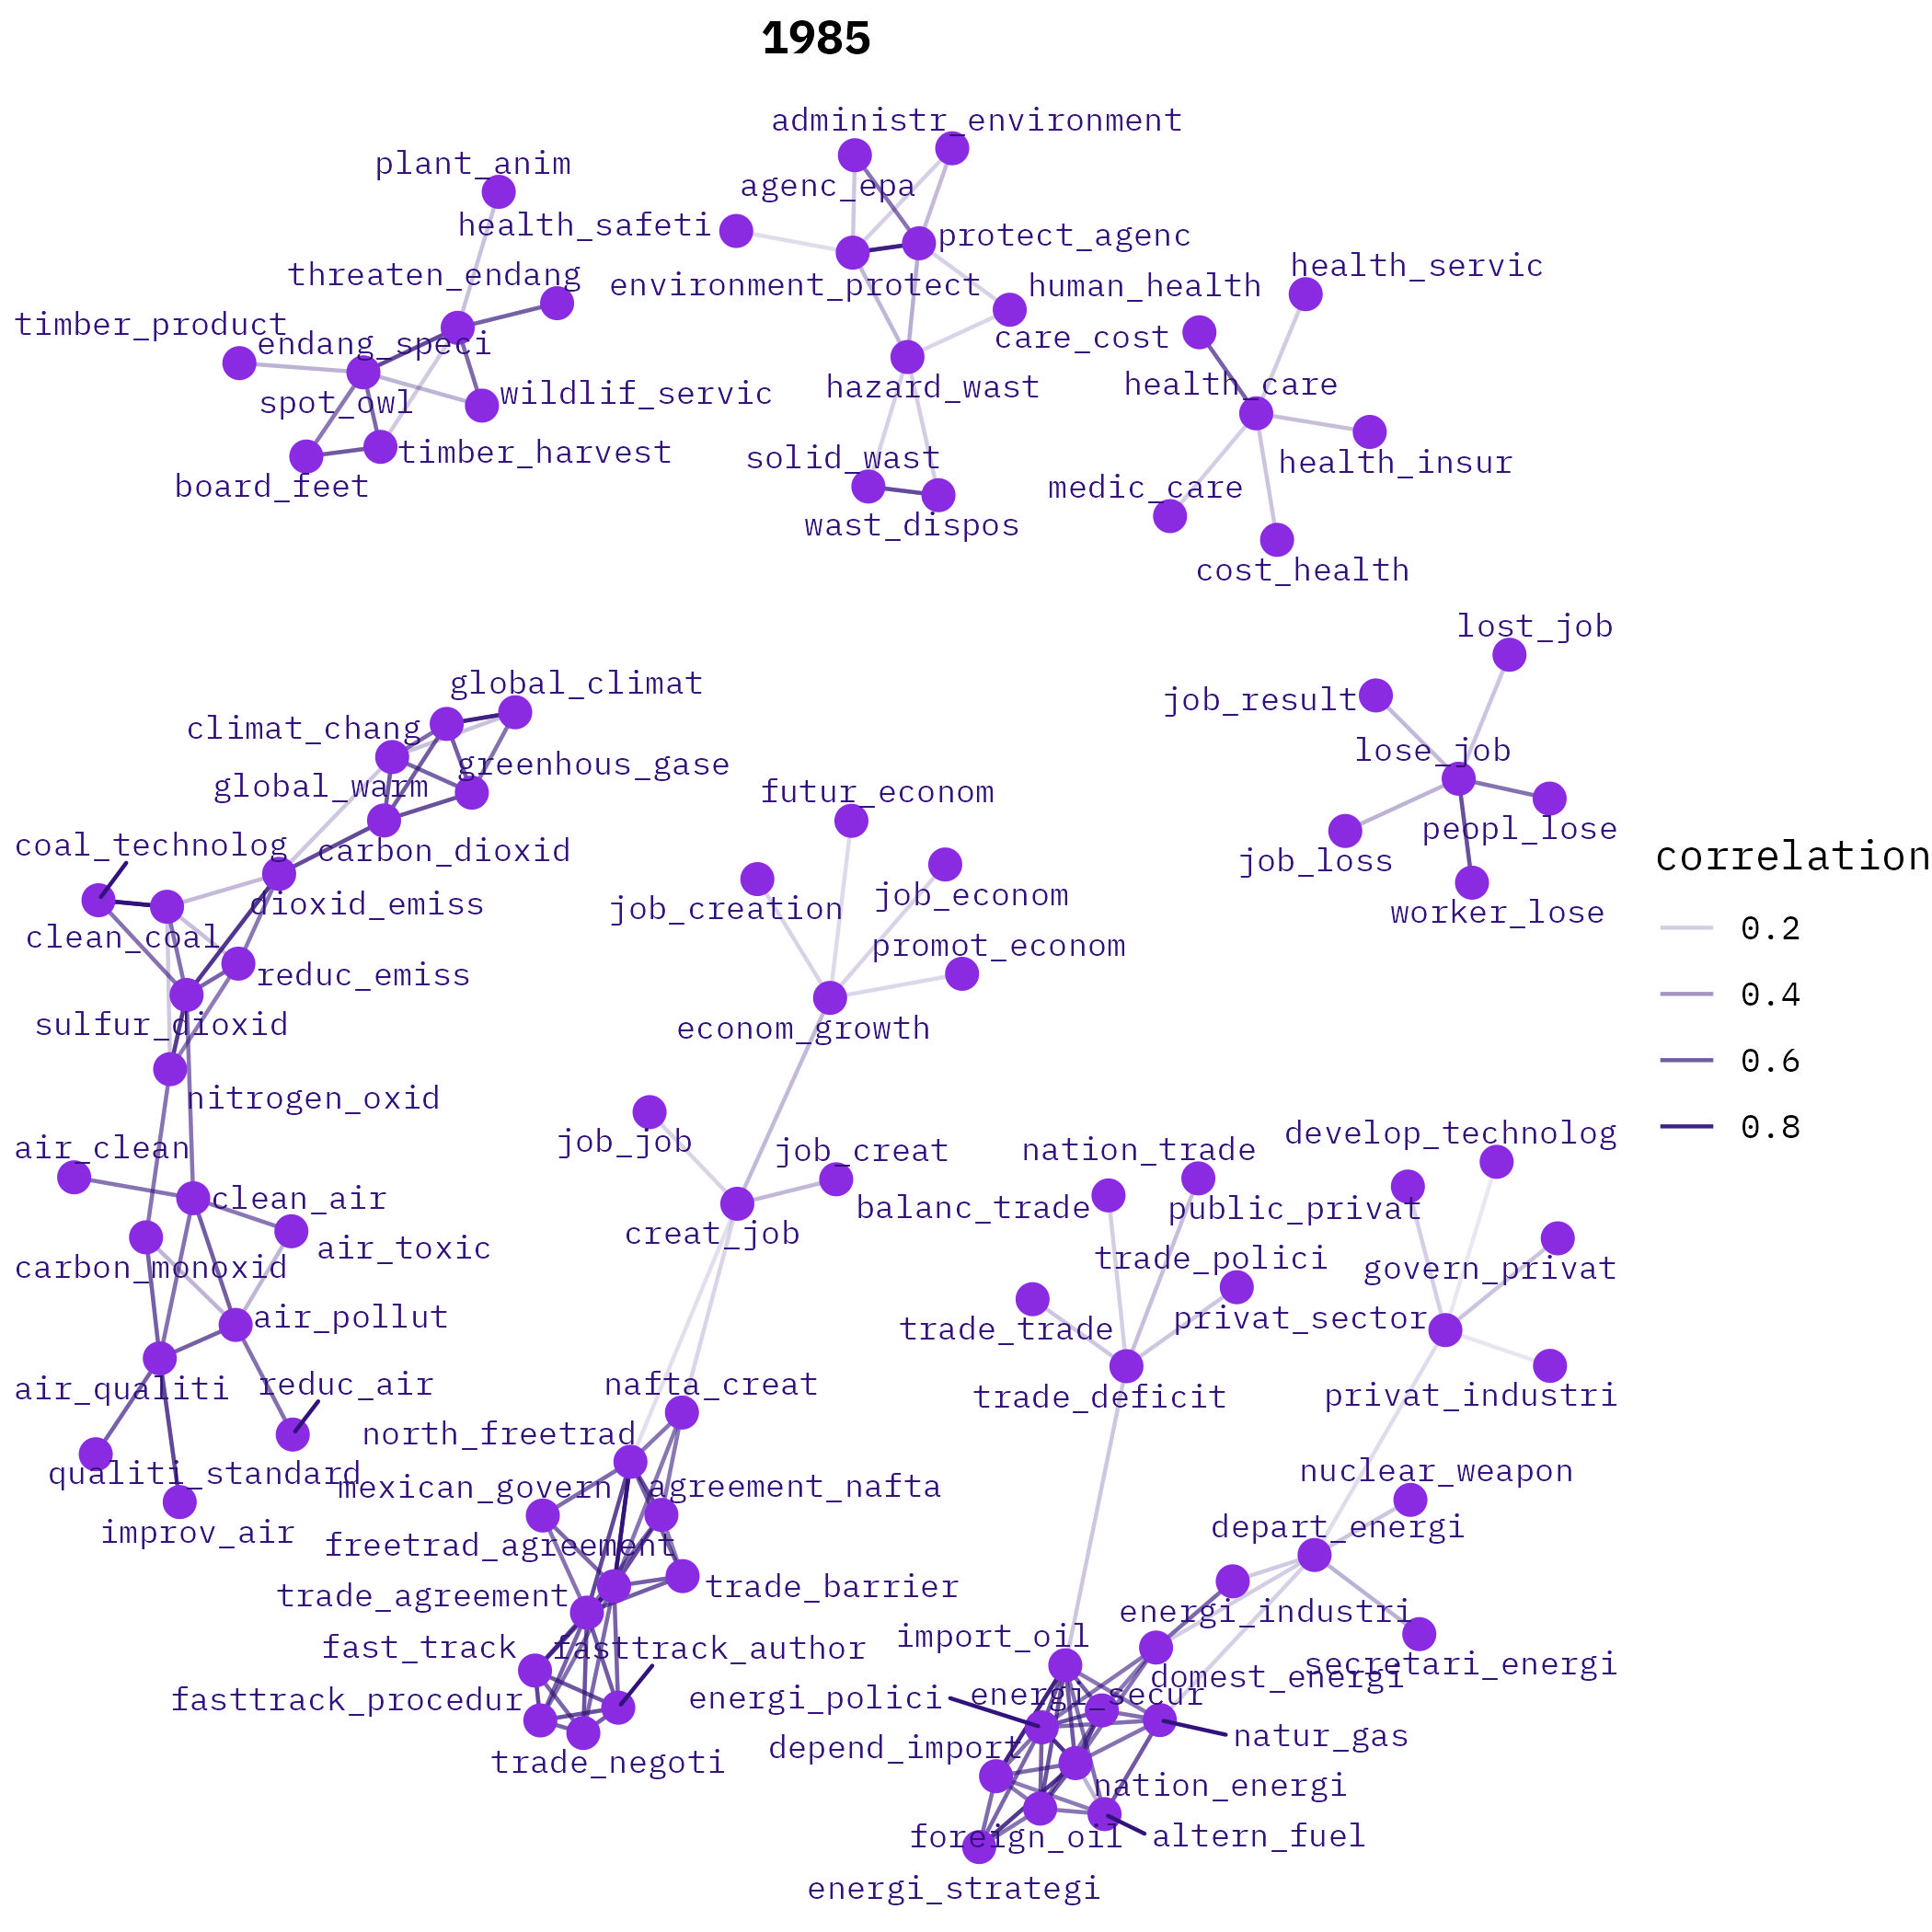 1985
administr_environment
plant_anim
agenc_epa
health_safeti
protect_agenc
health_servic
threaten_endang
environment_protect
human_health
timber_product
endang_speci
care_cost
spot_owl
wildlif_servic
hazard_wast
health_care
timber_harvest
solid_wast
health_insur
board_feet
medic_care
wast_dispos
cost_health
lost_job
global_climat
job_result
climat_chang
lose_job
global_warm
greenhous_gase
futur_econom
peopl_lose
coal_technolog
carbon_dioxid
job_loss
correlation
dioxid_emiss
job_creation
job_econom
worker_lose
0.2
clean_coal
promot_econom
reduc_emiss
0.4
sulfur_dioxid
econom_growth
0.6
nitrogen_oxid
0.8
air_clean
job_job
job_creat
nation_trade
develop_technolog
clean_air
balanc_trade
public_privat
air_toxic
creat_job
carbon_monoxid
trade_polici
govern_privat
air_pollut
trade_trade
privat_sector
air_qualiti
reduc_air
nafta_creat
trade_deficit
privat_industri
north_freetrad
qualiti_standard
mexican_govern
agreement_nafta
nuclear_weapon
improv_air
freetrad_agreement
depart_energi
trade_agreement
trade_barrier
energi_industri
fast_track
fasttrack_author
import_oil
secretari_energi
fasttrack_procedur
energi_polici
energi_secur
domest_energi
trade_negoti
depend_import
natur_gas
nation_energi
foreign_oil
altern_fuel
energi_strategi